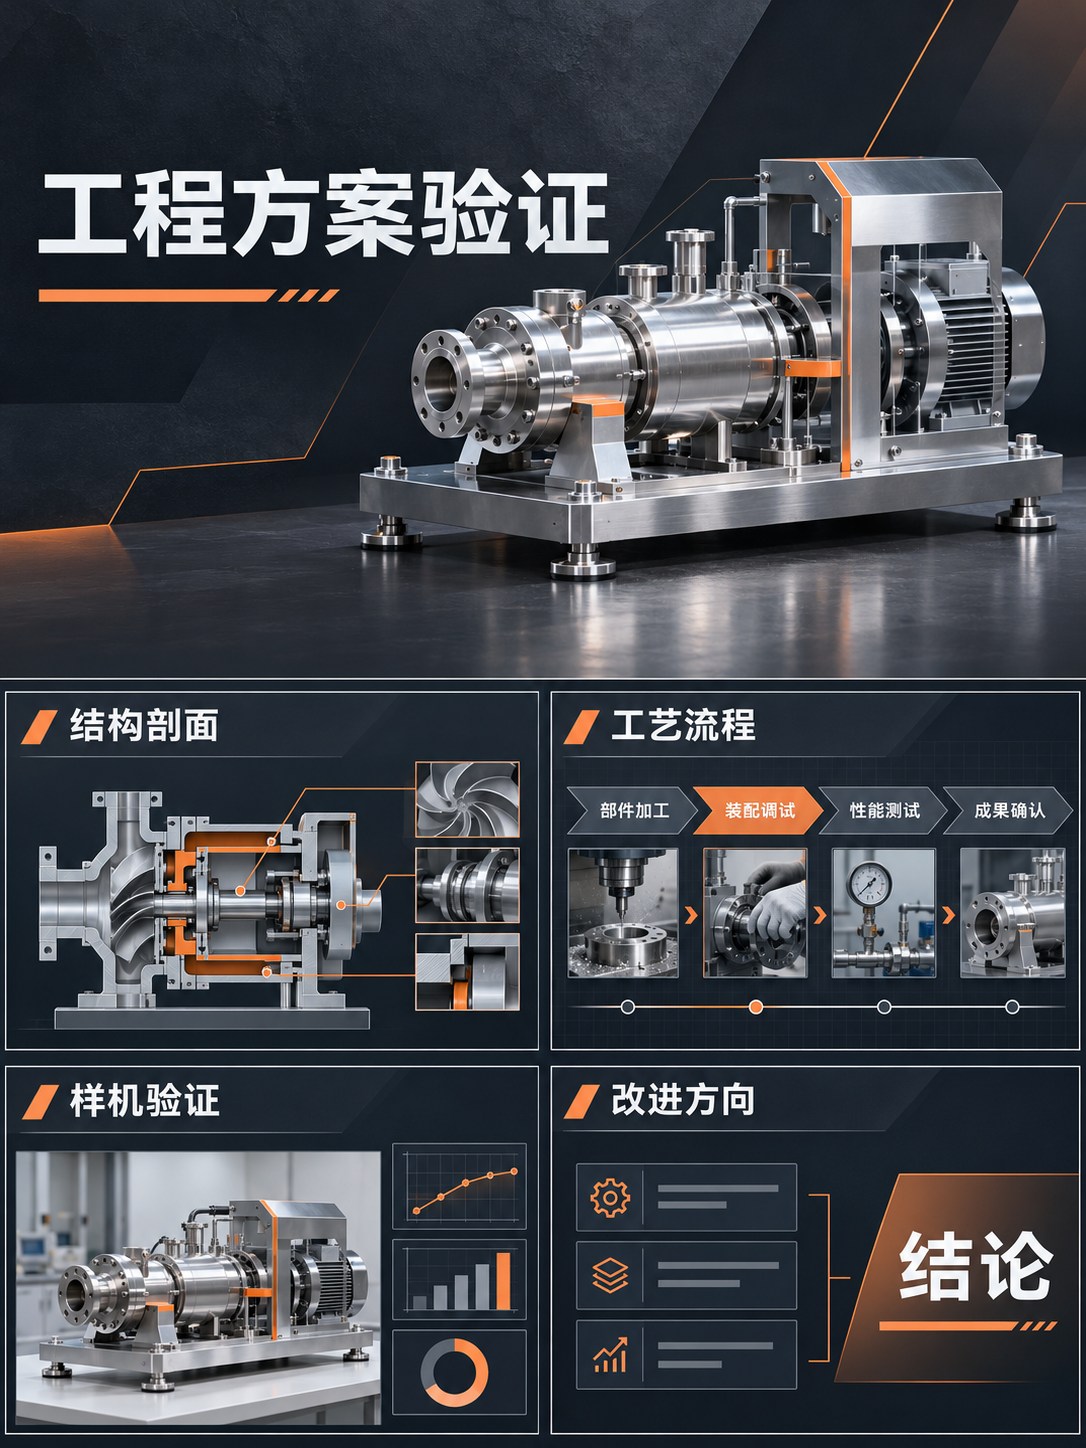 工程方案验证
结构剖面
工艺流程
部件加工
装配调试
性能测试
成果确认
样机验证
改进方向
结论